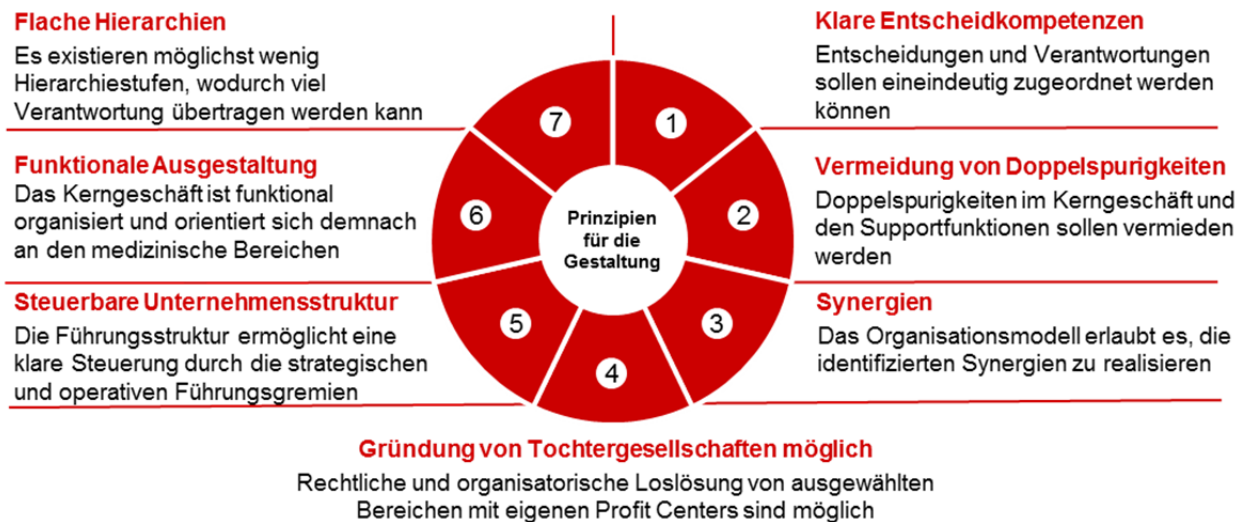 Flache Hierarchien
Es existieren möglichst wenig
Hierarchiestufen, wodurch viel
Verantwortung übertragen werden kann
Funktionale Ausgestaltung
Das Kerngeschäft ist funktional
organisiert und orientiert sich demnach
an den medizinische Bereichen
Steuerbare Unternehmensstruktur
Die Führungsstruktur ermöglicht eine
klare Steuerung durch die strategischen
und operativen Führungsgremien
7
1
6
2
5
3
4
Prinzipien
für die
Gestaltung
Klare Entscheidkompetenzen
Entscheidungen und Verantwortungen
sollen eineindeutig zugeordnet werden
können
Vermeidung von Doppelspurigkeiten
Doppelspurigkeiten im Kerngeschäft und
den Supportfunktionen sollen vermieden
werden
Synergien
Das Organisationsmodell erlaubt es, die
identifizierten Synergien zu realisieren
Gründung von Tochtergesellschaften möglich
Rechtliche und organisatorische Loslösung von ausgewählten
Bereichen mit eigenen Profit Centers sind möglich